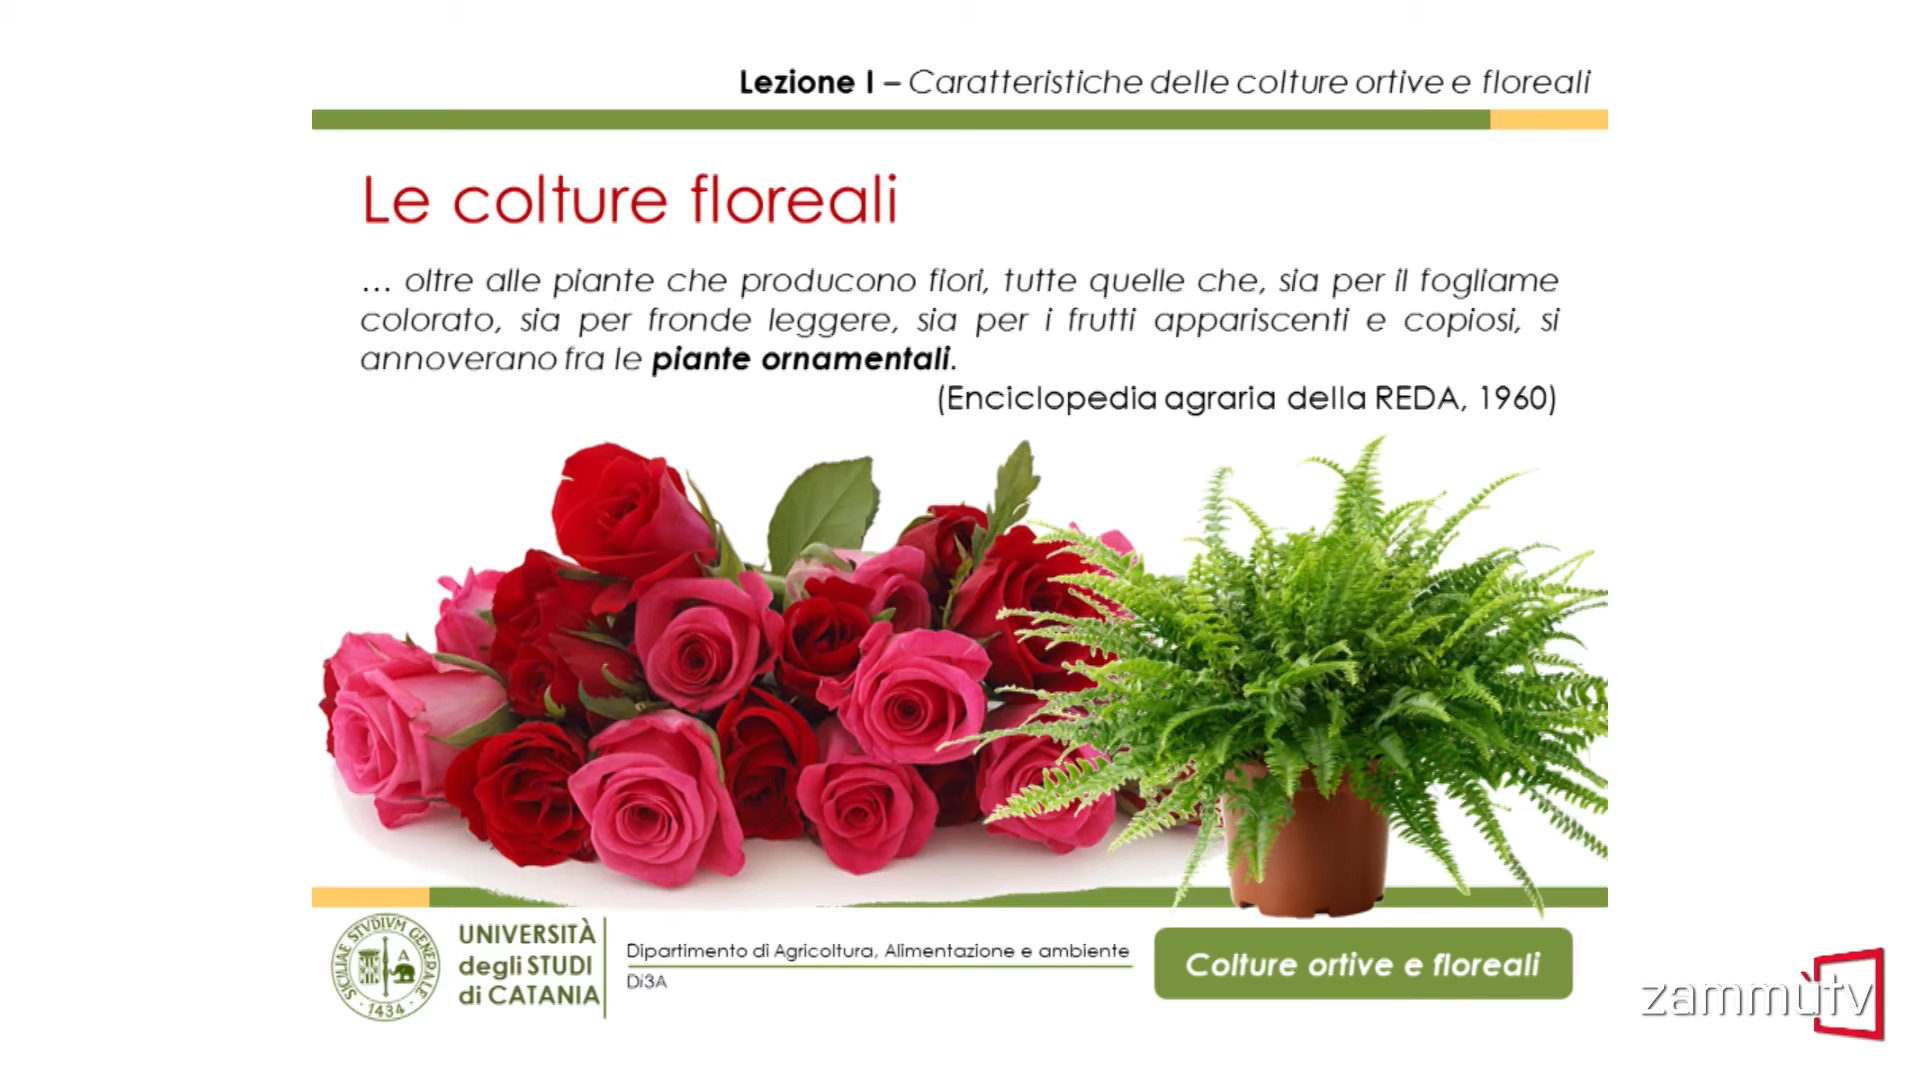 Lezione I – Caratteristiche delle colture ortive e floreali
Le colture floreali
… oltre alle piante che producono fiori, tutte quelle che, sia per il fogliame
colorato, sia per fronde leggere, sia per i frutti appariscenti e copiosi, si
annoverano fra le piante ornamentali.
(Enciclopedia agraria della REDA, 1960)
SICILIAE STVDIVM GENERALE
A
· 1434 ·
UNIVERSITÀ
degli STUDI
di CATANIA
Dipartimento di Agricoltura, Alimentazione e ambiente
Di3A
Colture ortive e floreali
zammùtv